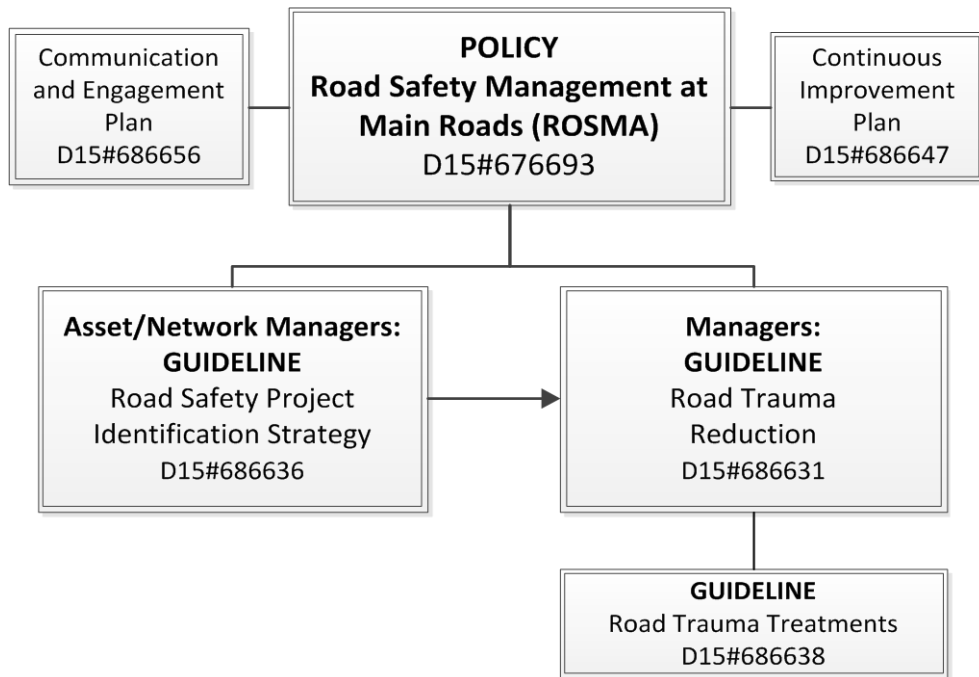 Communication
and Engagement
Plan
D15#686656
POLICY
Road Safety Management at
Main Roads (ROSMA)
D15#676693
Continuous
Improvement
Plan
D15#686647
Asset/Network Managers:
GUIDELINE
Road Safety Project
Identification Strategy
D15#686636
Managers:
GUIDELINE
Road Trauma
Reduction
D15#686631
GUIDELINE
Road Trauma Treatments
D15#686638